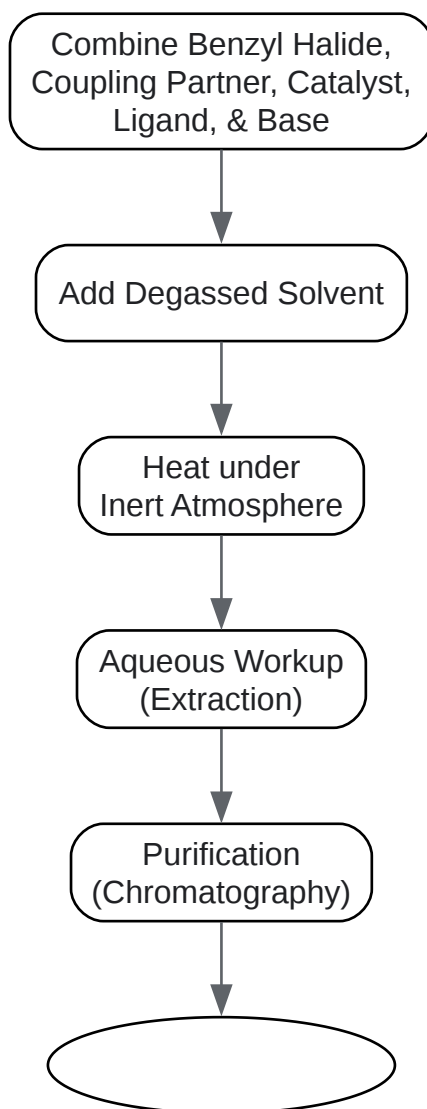 Combine Benzyl Halide,
Coupling Partner, Catalyst,
Ligand, & Base
Add Degassed Solvent
Heat under
Inert Atmosphere
Aqueous Workup
(Extraction)
Purification
(Chromatography)